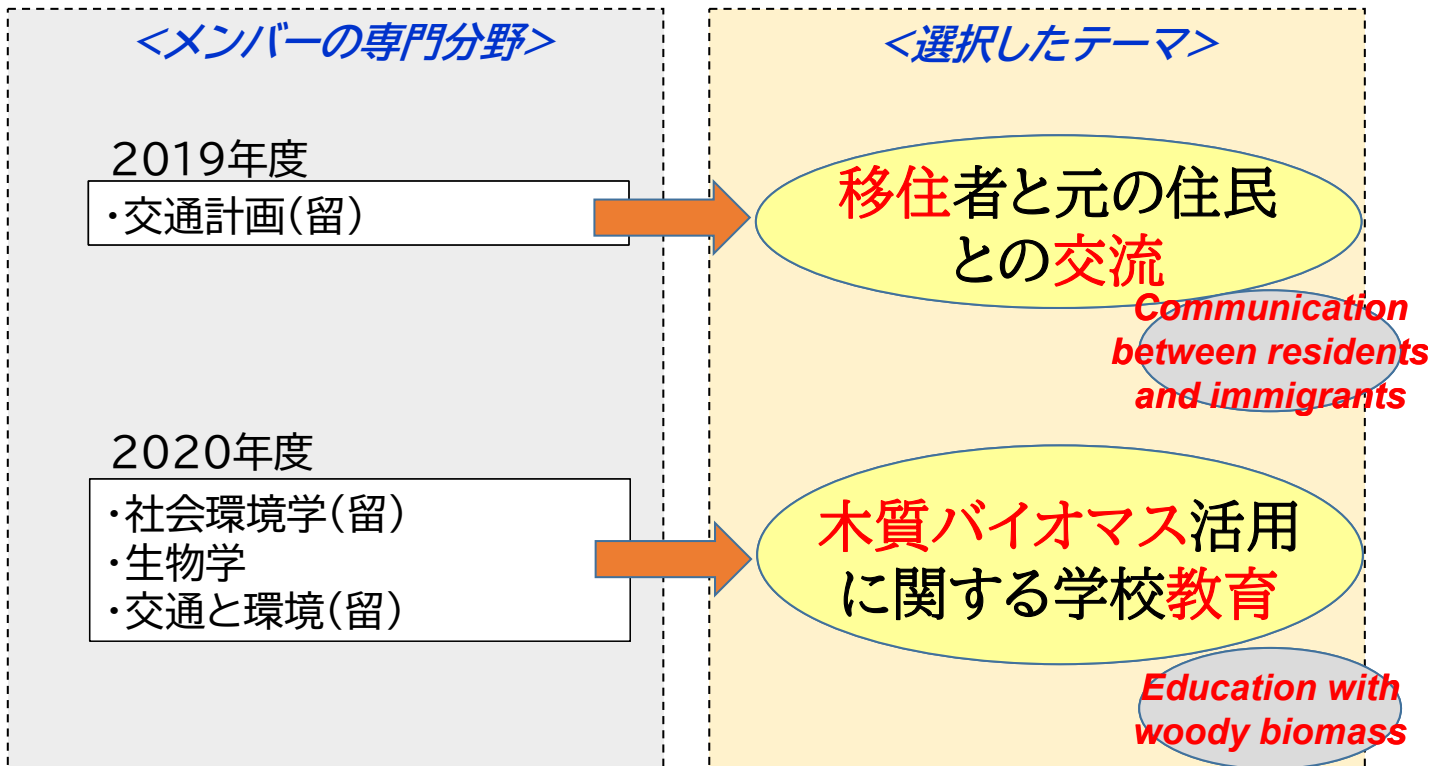 <メンバーの専門分野>
2019年度
・交通計画(留)
2020年度
・社会環境学(留)
・生物学
・交通と環境(留)
<選択したテーマ>
移住者と元の住民
との交流
Communication
between residents
and immigrants
木質バイオマス活用
に関する学校教育
Education with
woody biomass